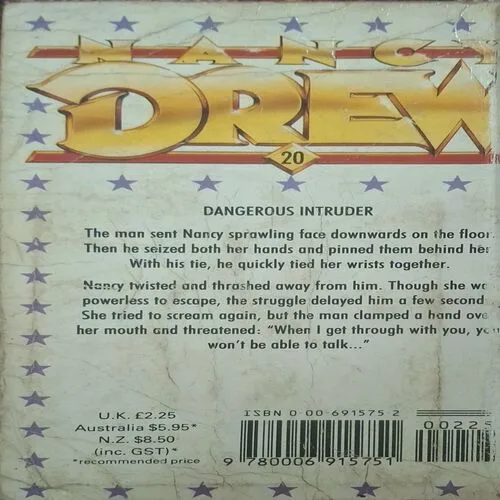 NANCY
DREW
20
DANGEROUS INTRUDER
The man sent Nancy sprawling face downwards on the floor.
Then he seized both her hands and pinned them behind her
With his tie, he quickly tied her wrists together.
Nancy twisted and thrashed away from him. Though she
powerless to escape, the struggle delayed him a few second
She tried to scream again, but the man clamped a hand
her mouth and threatened: “When I get through with you,
won’t be able to talk...”
U.K. £2.25
Australia $5.95*
N.Z. $8.50
(inc. GST)*
*recommended price
ISBN 0-00-691575-2
0022
9 780006 915751